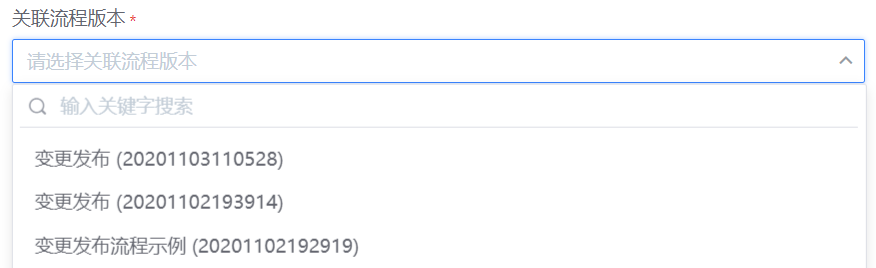 关联流程版本 *
请选择关联流程版本
输入关键字搜索
变更发布 (20201103110528)
变更发布 (20201102193914)
变更发布流程示例 (20201102192919)